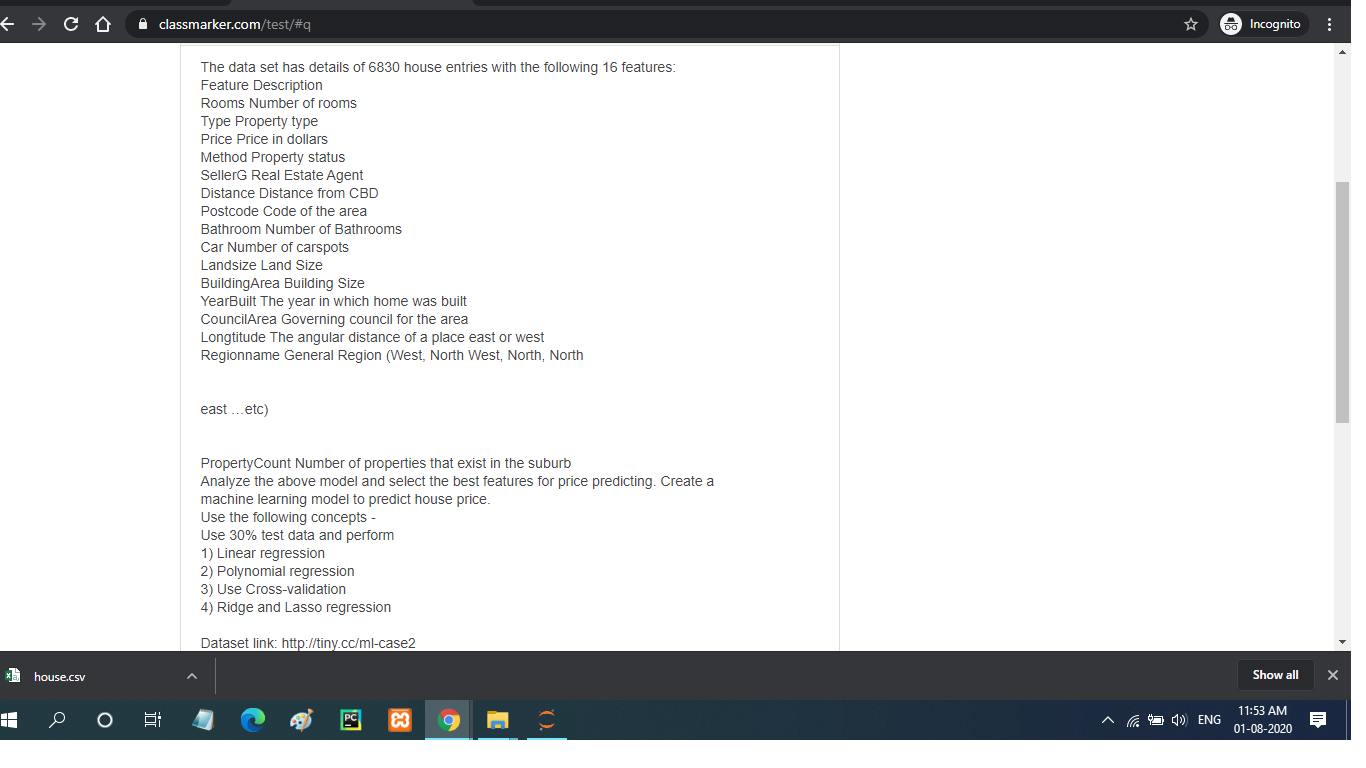 classmarker.com/test/#q
Incognito
The data set has details of 6830 house entries with the following 16 features:
Feature Description
Rooms Number of rooms
Type Property type
Price Price in dollars
Method Property status
SellerG Real Estate Agent
Distance Distance from CBD
Postcode Code of the area
Bathroom Number of Bathrooms
Car Number of carspots
Landsize Land Size
BuildingArea Building Size
YearBuilt The year in which home was built
CouncilArea Governing council for the area
Longtitude The angular distance of a place east or west
Regionname General Region (West, North West, North, North
east …etc)
PropertyCount Number of properties that exist in the suburb
Analyze the above model and select the best features for price predicting. Create a
machine learning model to predict house price.
Use the following concepts -
Use 30% test data and perform
1) Linear regression
2) Polynomial regression
3) Use Cross-validation
4) Ridge and Lasso regression
Dataset link: http://tiny.cc/ml-case2
house.csv
Show all
PC
ENG
11:53 AM
01-08-2020